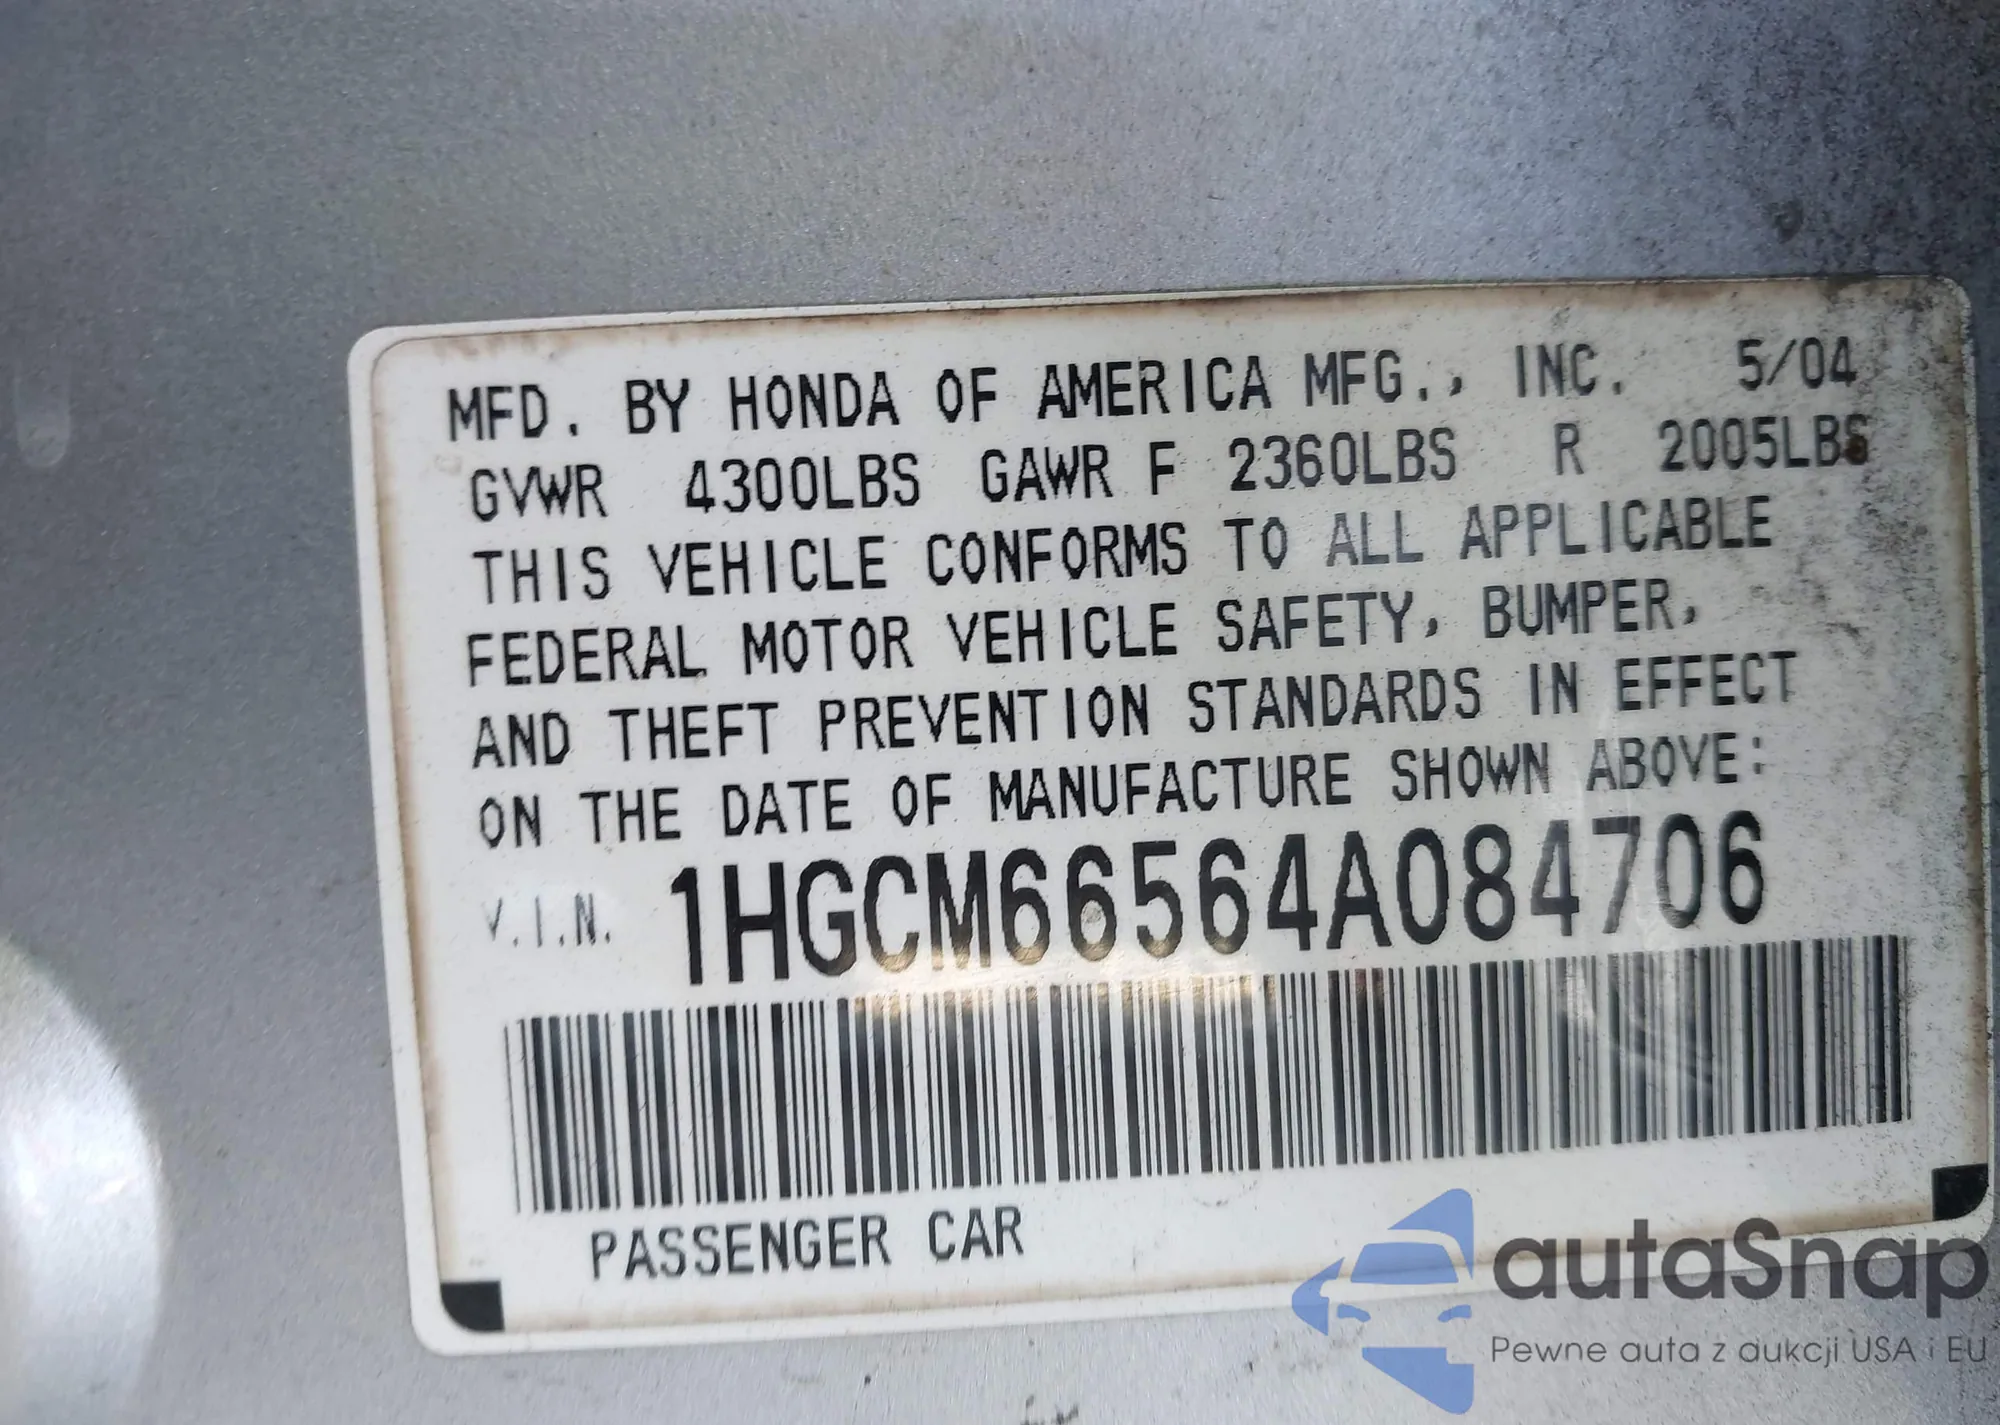 MFD. BY HONDA OF AMERICA MFG., INC. 5/04
GVWR 4300LBS GAWR F 2360LBS R 2005LBS
THIS VEHICLE CONFORMS TO ALL APPLICABLE
FEDERAL MOTOR VEHICLE SAFETY, BUMPER,
AND THEFT PREVENTION STANDARDS IN EFFECT
ON THE DATE OF MANUFACTURE SHOWN ABOVE:
V.I.N. 1HGCM66564A084706
PASSENGER CAR
autaSnap
Pewne auta z aukcji USA i EU